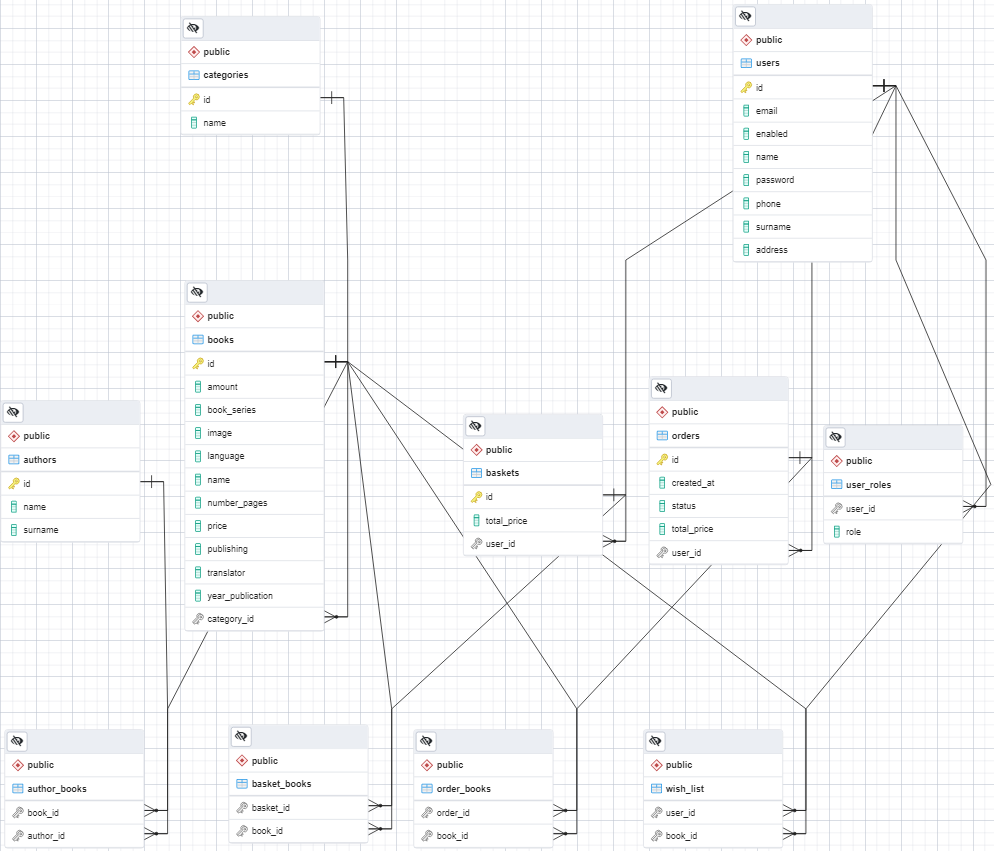 public
categories
id
name
public
users
id
email
enabled
name
password
phone
surname
address
public
books
id
amount
book_series
image
language
name
number_pages
price
publishing
translator
year_publication
category_id
public
authors
id
name
surname
public
baskets
id
total_price
user_id
public
orders
id
created_at
status
total_price
user_id
public
user_roles
user_id
role
public
author_books
book_id
author_id
public
basket_books
basket_id
book_id
public
order_books
order_id
book_id
public
wish_list
user_id
book_id